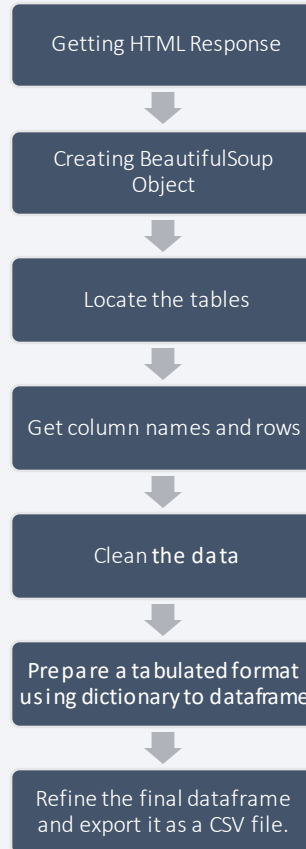 Getting HTML Response
Creating BeautifulSoup
Object
Locate the tables
Get column names and rows
Clean the data
Prepare a tabulated format
using dictionary to dataframe
Refine the final dataframe
and export it as a CSV file.